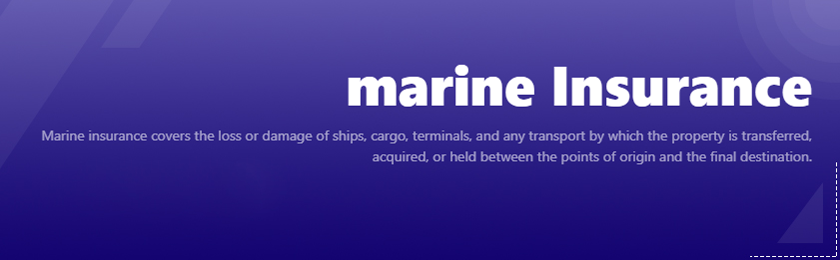 marine Insurance
Marine insurance covers the loss or damage of ships, cargo, terminals, and any transport by which the property is transferred,
acquired, or held between the points of origin and the final destination.